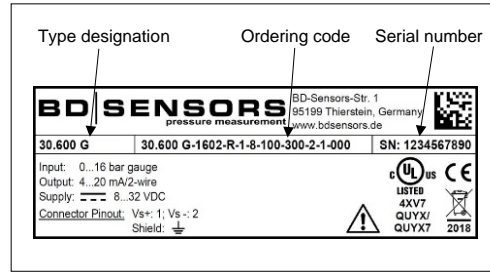 Type designation Ordering code Serial number
BD|SENSORS
pressure measurement
BD-Sensors-Str. 1
95199 Thierstein, Germany
www.bdsensors.de
30.600 G 30.600 G-1602-R-1-8-100-300-2-1-000 SN: 1234567890
Input: 0...16 bar gauge
Output: 4...20 mA/2-wire
Supply: 8...32 VDC
Connector Pinout: Vs+: 1; Vs -: 2
Shield:
c UL us CE
LISTED
4XV7
QUYX/
QUYX7 2018